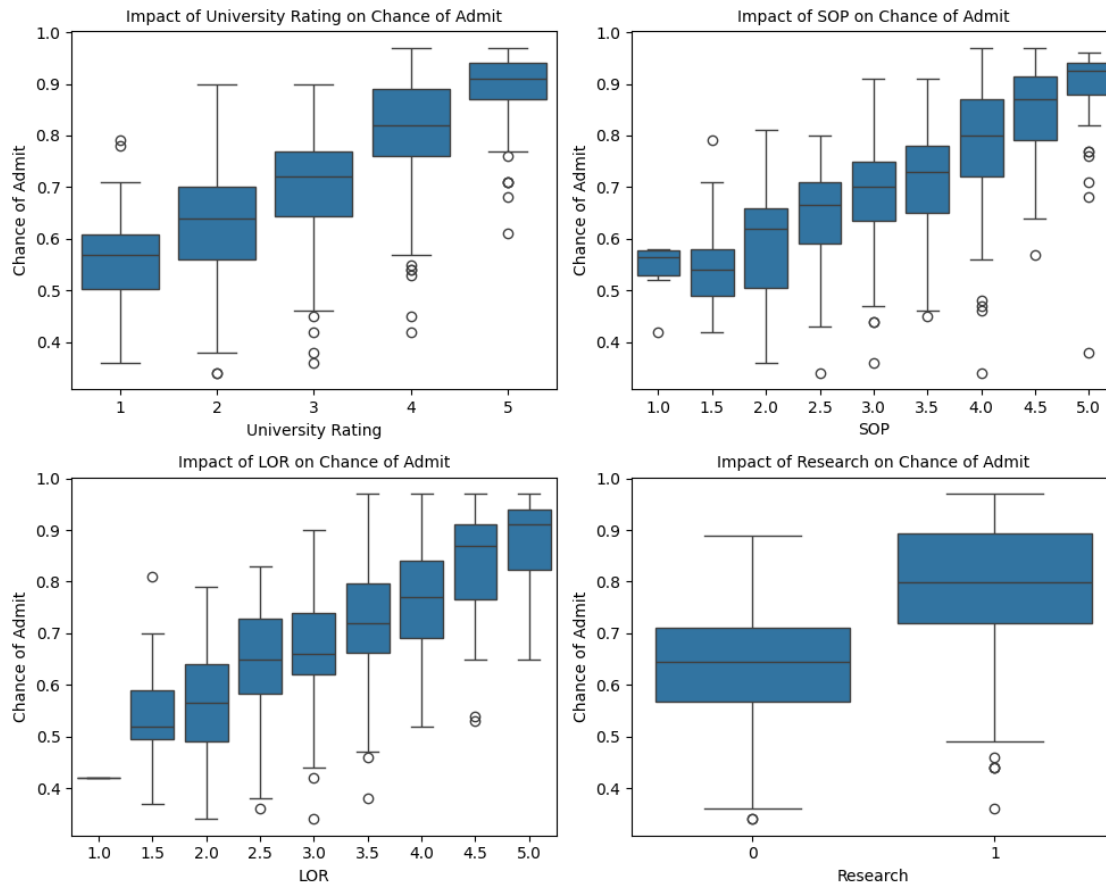 Impact of University Rating on Chance of Admit
Chance of Admit
1.0
0.9
0.8
0.7
0.6
0.5
0.4
1 2 3 4 5
University Rating
Impact of SOP on Chance of Admit
Chance of Admit
1.0
0.9
0.8
0.7
0.6
0.5
0.4
1.0 1.5 2.0 2.5 3.0 3.5 4.0 4.5 5.0
SOP
Impact of LOR on Chance of Admit
Chance of Admit
1.0
0.9
0.8
0.7
0.6
0.5
0.4
1.0 1.5 2.0 2.5 3.0 3.5 4.0 4.5 5.0
LOR
Impact of Research on Chance of Admit
Chance of Admit
1.0
0.9
0.8
0.7
0.6
0.5
0.4
0 1
Research